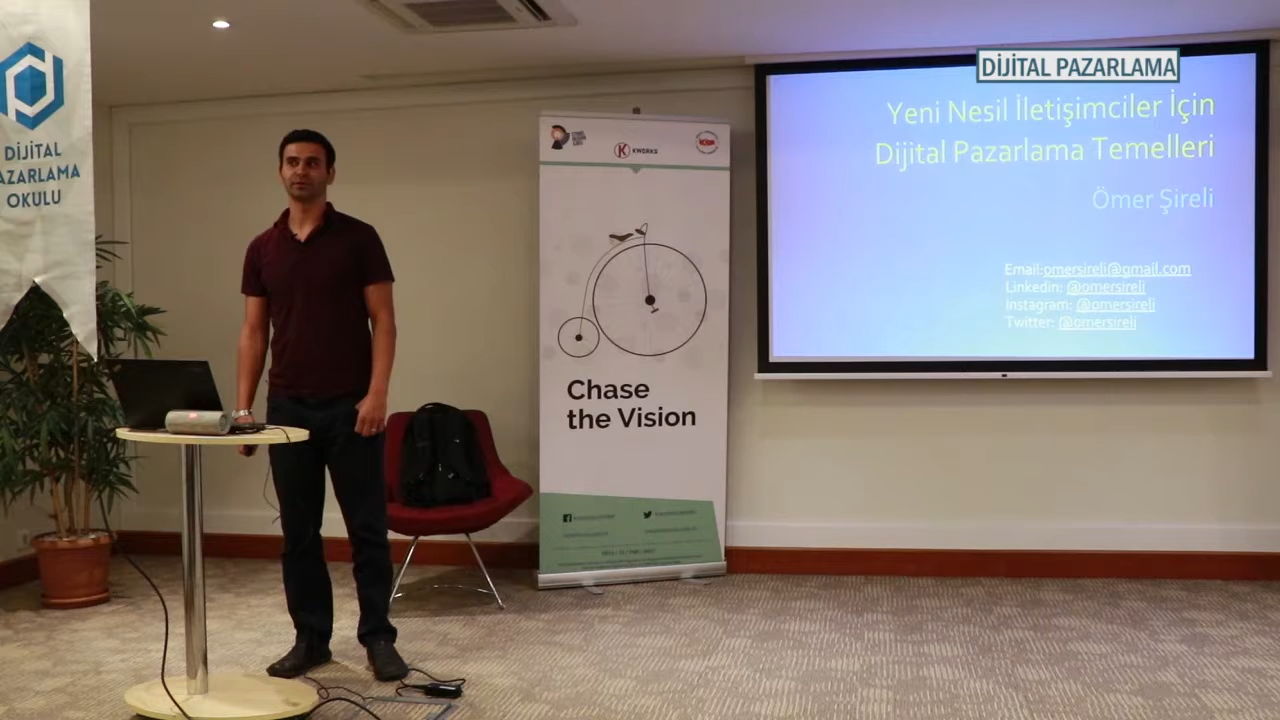 DİJİTAL
PAZARLAMA
OKULU
KWORKS
Chase
the Vision
DİJİTAL PAZARLAMA
Yeni Nesil İletişimciler İçin
Dijital Pazarlama Temelleri
Ömer Şireli
Email:omersireli@gmail.com
Linkedin: @omersireli
Instagram: @omersireli
Twitter: @omersireli